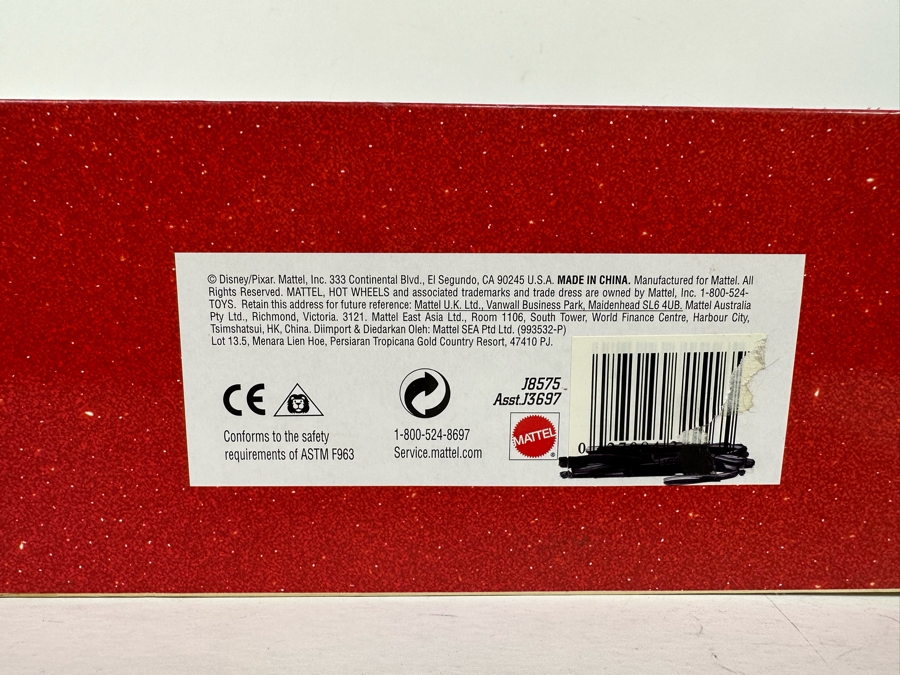 © Disney/Pixar. Mattel, Inc. 333 Continental Blvd., El Segundo, CA 90245 U.S.A. MADE IN CHINA. Manufactured for Mattel. All
Rights Reserved. MATTEL, HOT WHEELS and associated trademarks and trade dress are owned by Mattel, Inc. 1-800-524-
TOYS. Retain this address for future reference: Mattel U.K. Ltd., Vanwall Business Park, Maidenhead SL6 4UB. Mattel Australia
Pty Ltd., Richmond, Victoria. 3121. Mattel East Asia Ltd., Room 1106, South Tower, World Finance Centre, Harbour City,
Tsimshatsui, HK, China. Diimport & Diedarkan Oleh: Mattel SEA Ptd Ltd. (993532-P)
Lot 13.5, Menara Lien Hoe, Persiaran Tropicana Gold Country Resort, 47410 PJ.
CE
Conforms to the safety
requirements of ASTM F963
1-800-524-8697
Service.mattel.com
J8575
Asst.J3697
MATTEL
®
0